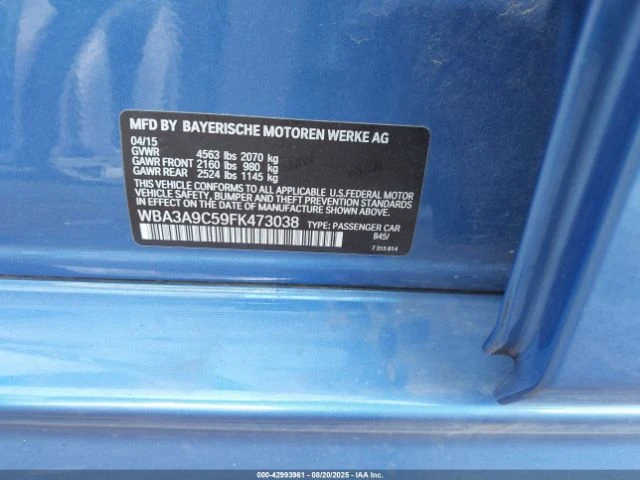 MFD BY BAYERISCHE MOTOREN WERKE AG
04/15
GVWR 4563 lbs 2070 kg
GAWR FRONT 2160 lbs 980 kg
GAWR REAR 2524 lbs 1145 kg
THIS VEHICLE CONFORMS TO ALL APPLICABLE U.S.FEDERAL MOTOR
VEHICLE SAFETY, BUMPER AND THEFT PREVENTION STANDARDS
IN EFFECT ON THE DATE OF MANUFACTURE SHOWN ABOVE.
WBA3A9C59FK473038 TYPE: PASSENGER CAR
B45/
7 315 814
000-42993961 - 08/20/2025 - IAAI.COM